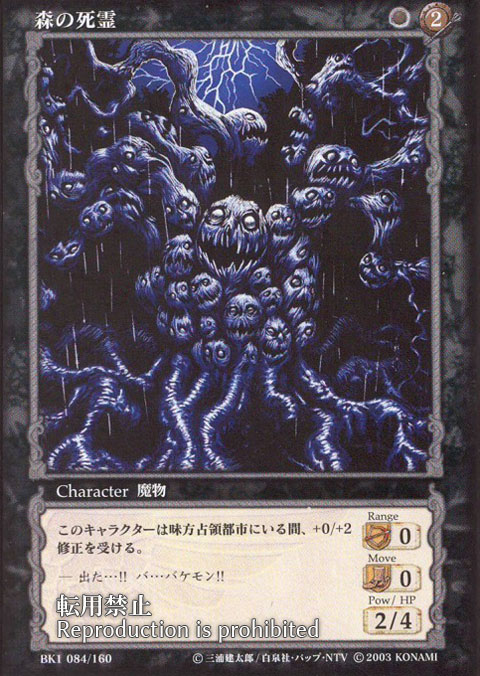 森の死霊
2
Character 魔物
このキャラクターは味方占領都市にいる間、+0/+2
修正を受ける。
― 出た…!! バ…バケモン!!
Range
0
Move
0
Pow/ HP
2/4
転用禁止
Reproduction is prohibited
BK1 084/160
©三浦建太郎/白泉社・バップ・NTV ©2003 KONAMI